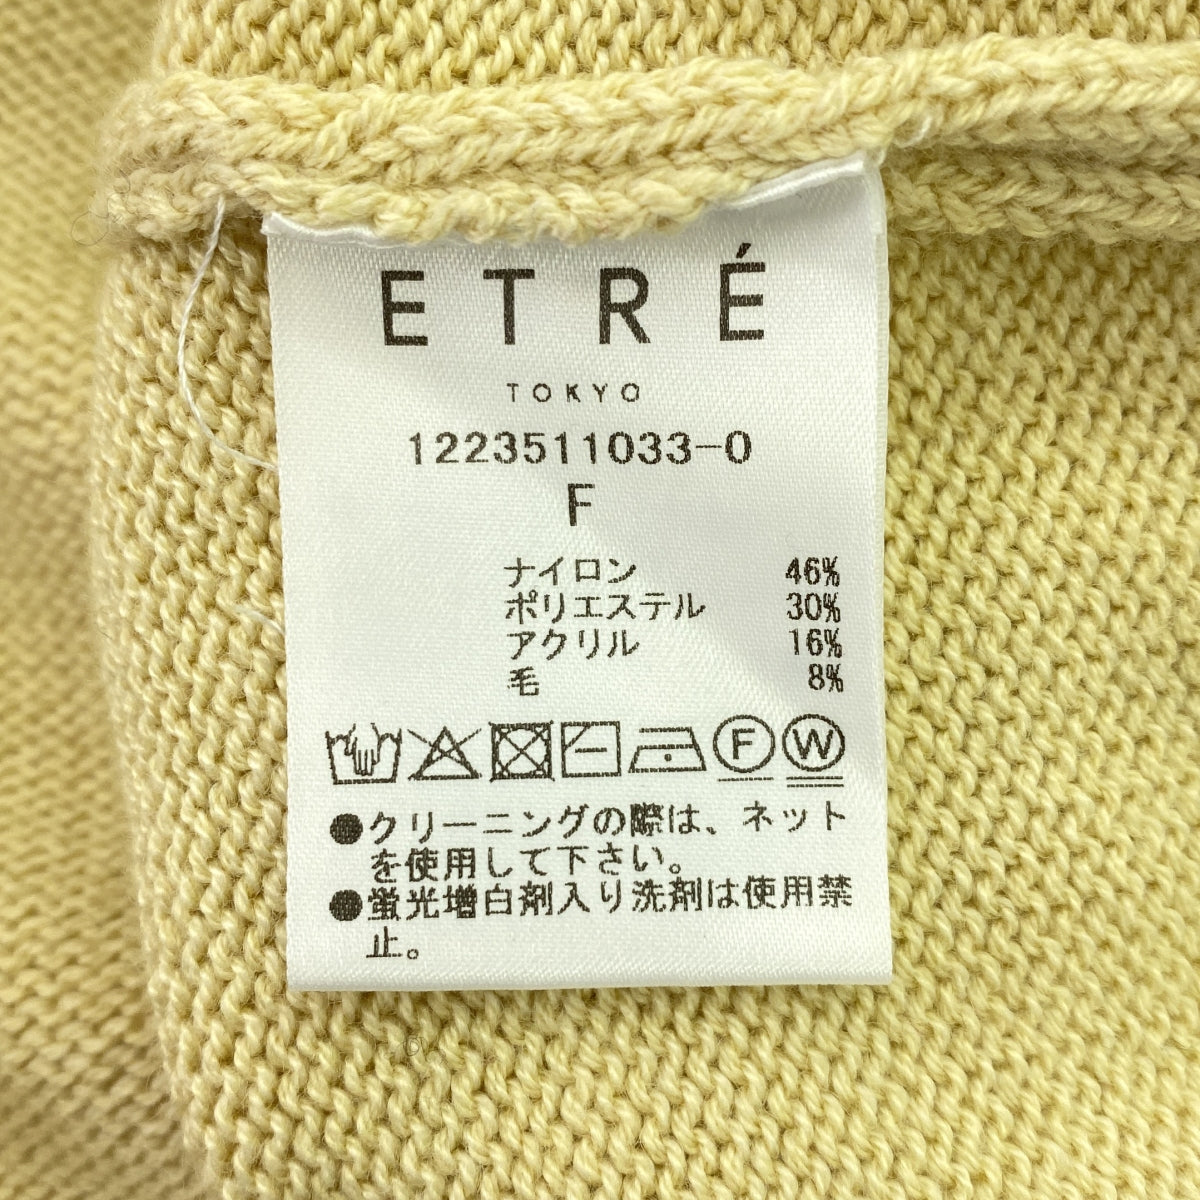 ETRÉ
TOKYO
1223511033-0
F
ナイロン 46%
ポリエステル 30%
アクリル 16%
毛 8%
F W
●クリーニングの際は、ネット
を使用して下さい。
●蛍光増白剤入り洗剤は使用禁
止。